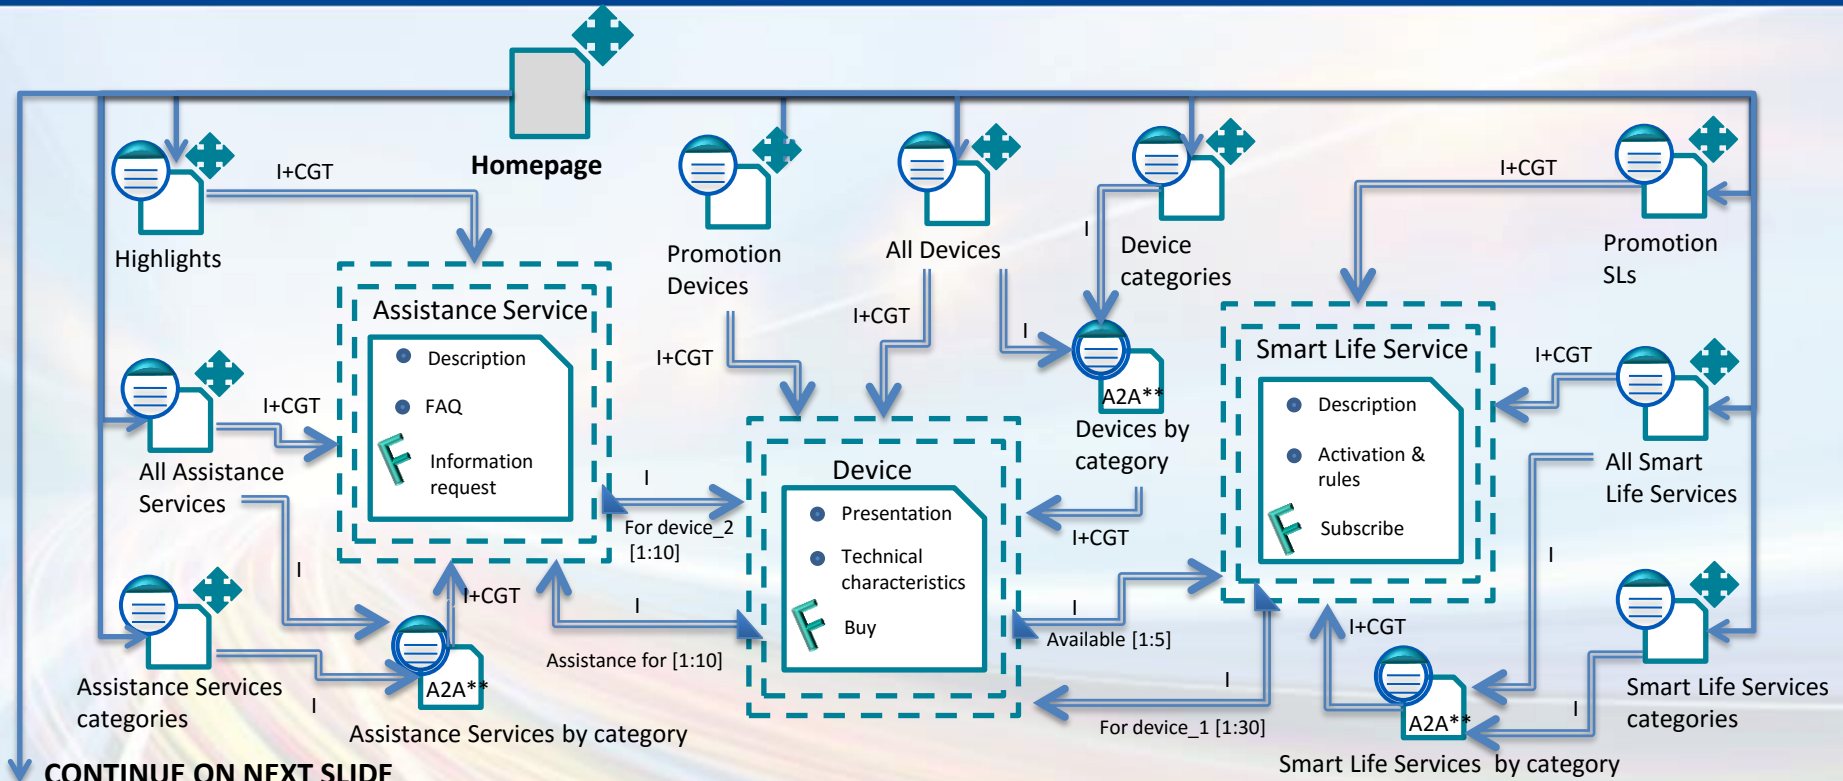 Homepage
I+CGT
I+CGT
Highlights
Promotion
Devices
All Devices
I
Device
categories
Promotion
SLs
Assistance Service
Description
FAQ
F
Information
request
I+CGT
I+CGT
I
A2A**
Devices by
category
Smart Life Service
Description
Activation &
rules
F
Subscribe
I+CGT
I+CGT
All Assistance
Services
I
For device_2
[1:10]
Device
Presentation
Technical
characteristics
F
Buy
I+CGT
All Smart
Life Services
I
I+CGT
I
I
Available [1:5]
I+CGT
I
Assistance for [1:10]
Assistance Services
categories
I
A2A**
Assistance Services by category
I
For device_1 [1:30]
A2A**
I
Smart Life Services
categories
Smart Life Services by category
CONTINUE ON NEXT SLIDE